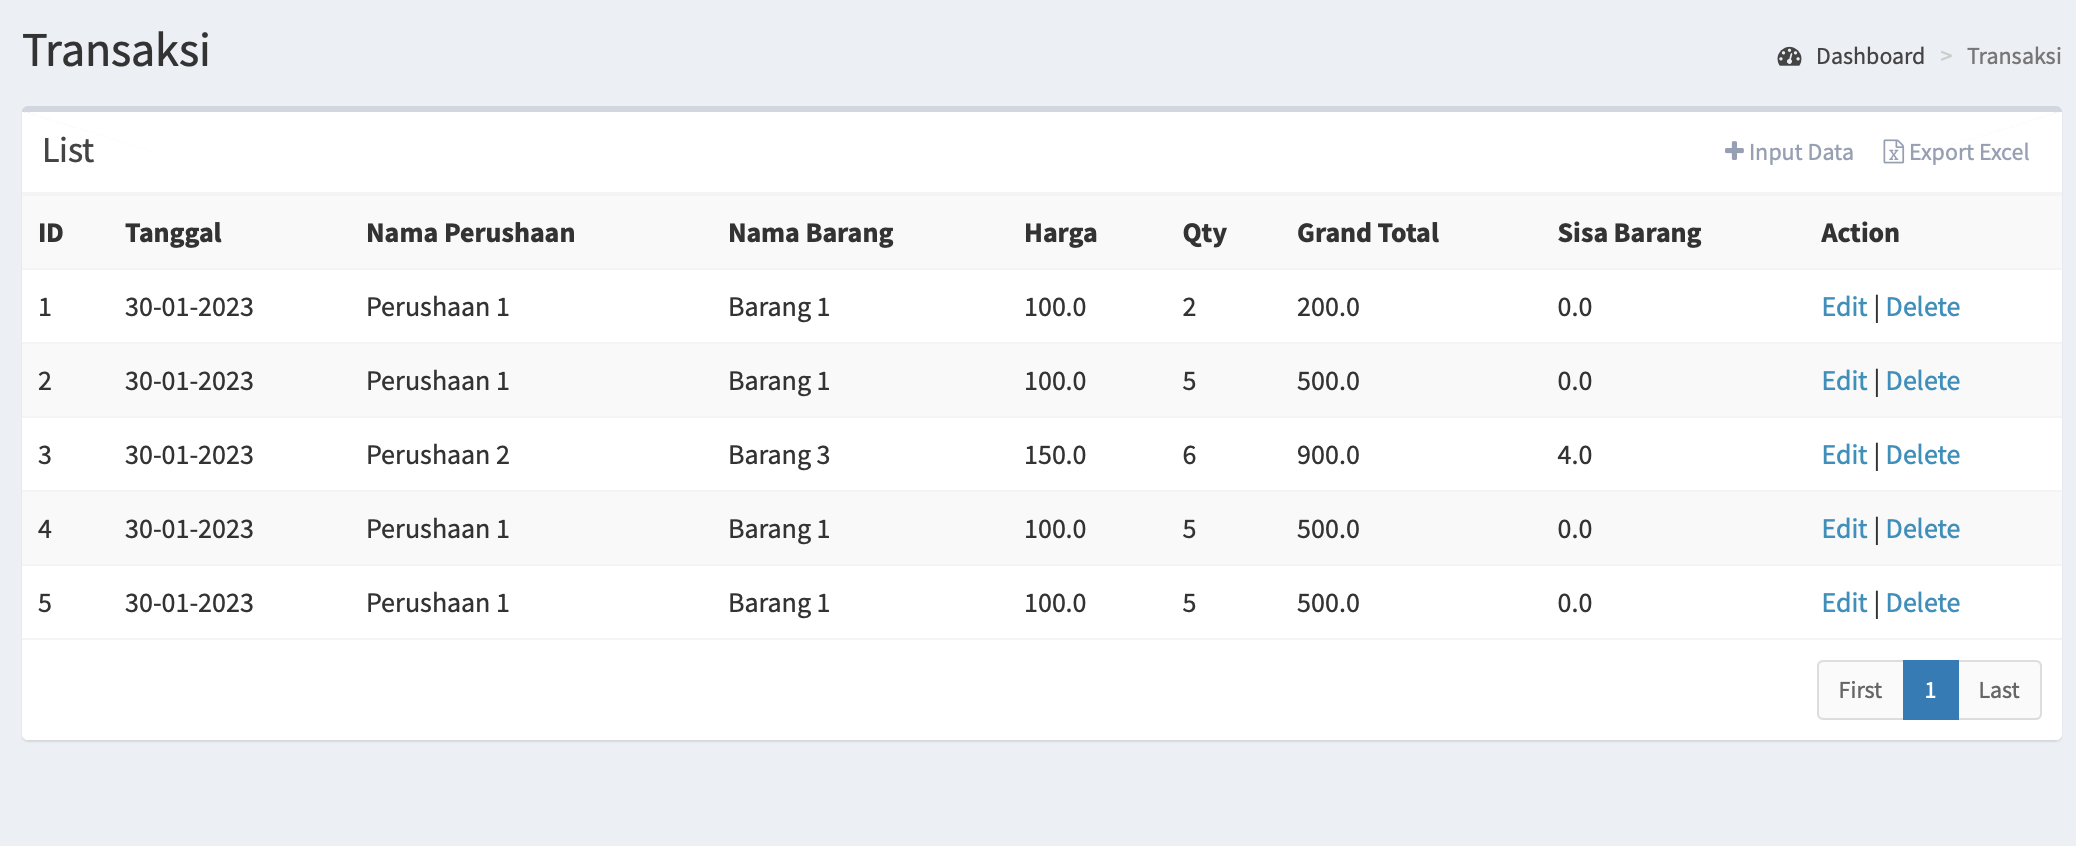 Transaksi
Dashboard > Transaksi
List
Input Data Export Excel
ID Tanggal Nama Perushaan Nama Barang Harga Qty Grand Total Sisa Barang Action
1 30-01-2023 Perushaan 1 Barang 1 100.0 2 200.0 0.0 Edit | Delete
2 30-01-2023 Perushaan 1 Barang 1 100.0 5 500.0 0.0 Edit | Delete
3 30-01-2023 Perushaan 2 Barang 3 150.0 6 900.0 4.0 Edit | Delete
4 30-01-2023 Perushaan 1 Barang 1 100.0 5 500.0 0.0 Edit | Delete
5 30-01-2023 Perushaan 1 Barang 1 100.0 5 500.0 0.0 Edit | Delete
First 1 Last